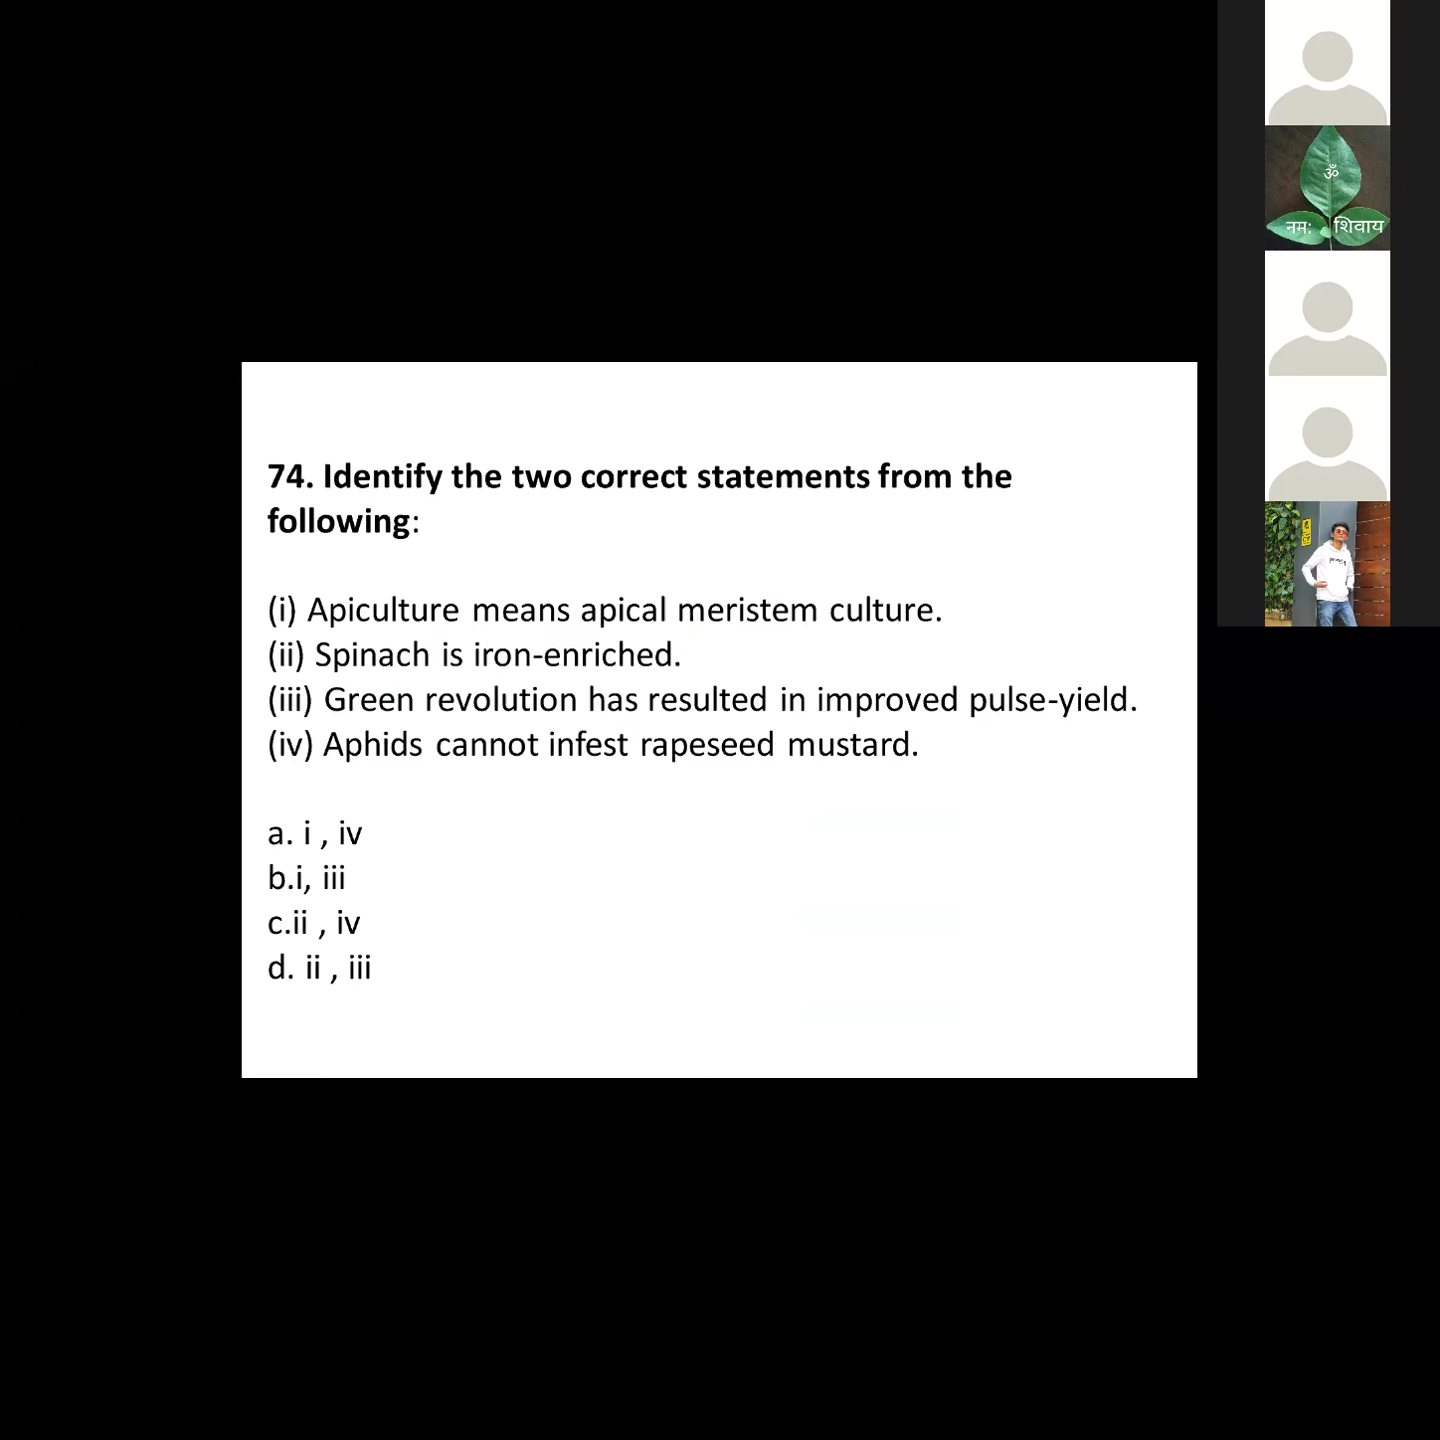 74. Identify the two correct statements from the
following:
(i) Apiculture means apical meristem culture.
(ii) Spinach is iron-enriched.
(iii) Green revolution has resulted in improved pulse-yield.
(iv) Aphids cannot infest rapeseed mustard.
a. i , iv
b.i, iii
c.ii , iv
d. ii , iii
ॐ
नम: शिवाय